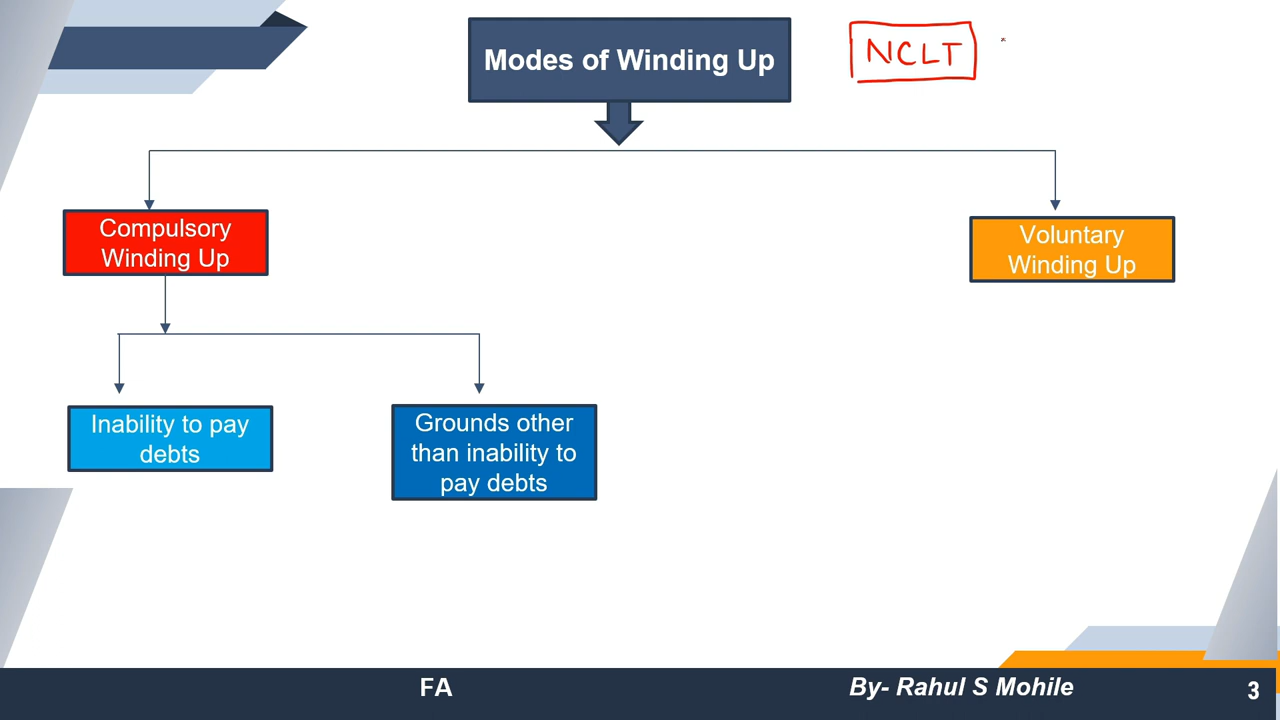 Modes of Winding Up
NCLT
Compulsory
Winding Up
Voluntary
Winding Up
Inability to pay
debts
Grounds other
than inability to
pay debts
FA
By- Rahul S Mohile
3